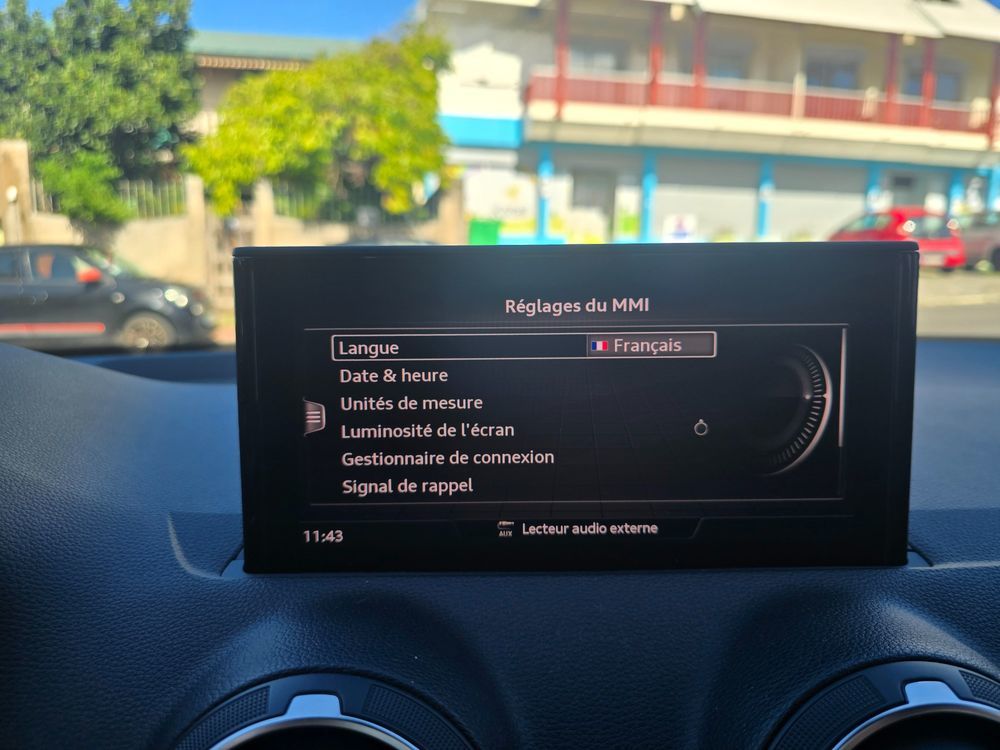 Réglages du MMI
Langue Français
Date & heure
Unités de mesure
Luminosité de l'écran
Gestionnaire de connexion
Signal de rappel
11:43 AUX Lecteur audio externe